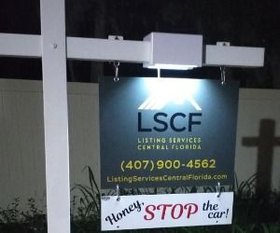 LSCF
LISTING SERVICES
CENTRAL FLORIDA
(407) 900-4562
ListingServicesCentralFlorida.com
Honey, STOP the car!